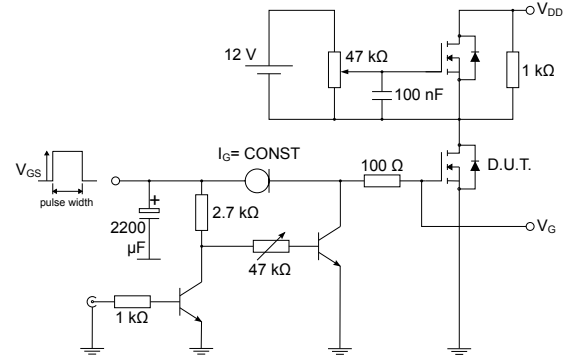 VDD
12 V
47 kΩ
1 kΩ
100 nF
IG= CONST
100 Ω
D.U.T.
VGS
pulse width
+
2200
μF
2.7 kΩ
VG
47 kΩ
1 kΩ